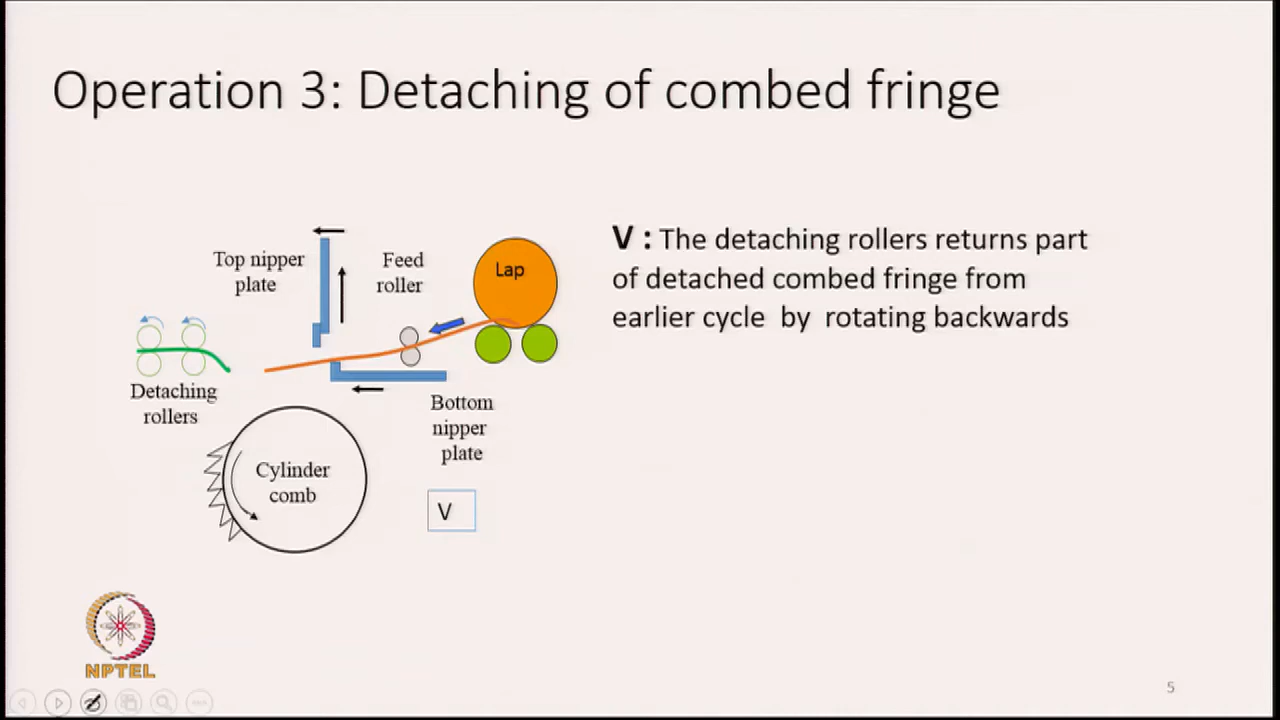 Operation 3: Detaching of combed fringe
V : The detaching rollers returns part
of detached combed fringe from
earlier cycle by rotating backwards
Top nipper
plate
Feed
roller
Lap
Detaching
rollers
Bottom
nipper
plate
Cylinder
comb
V
NPTEL
5